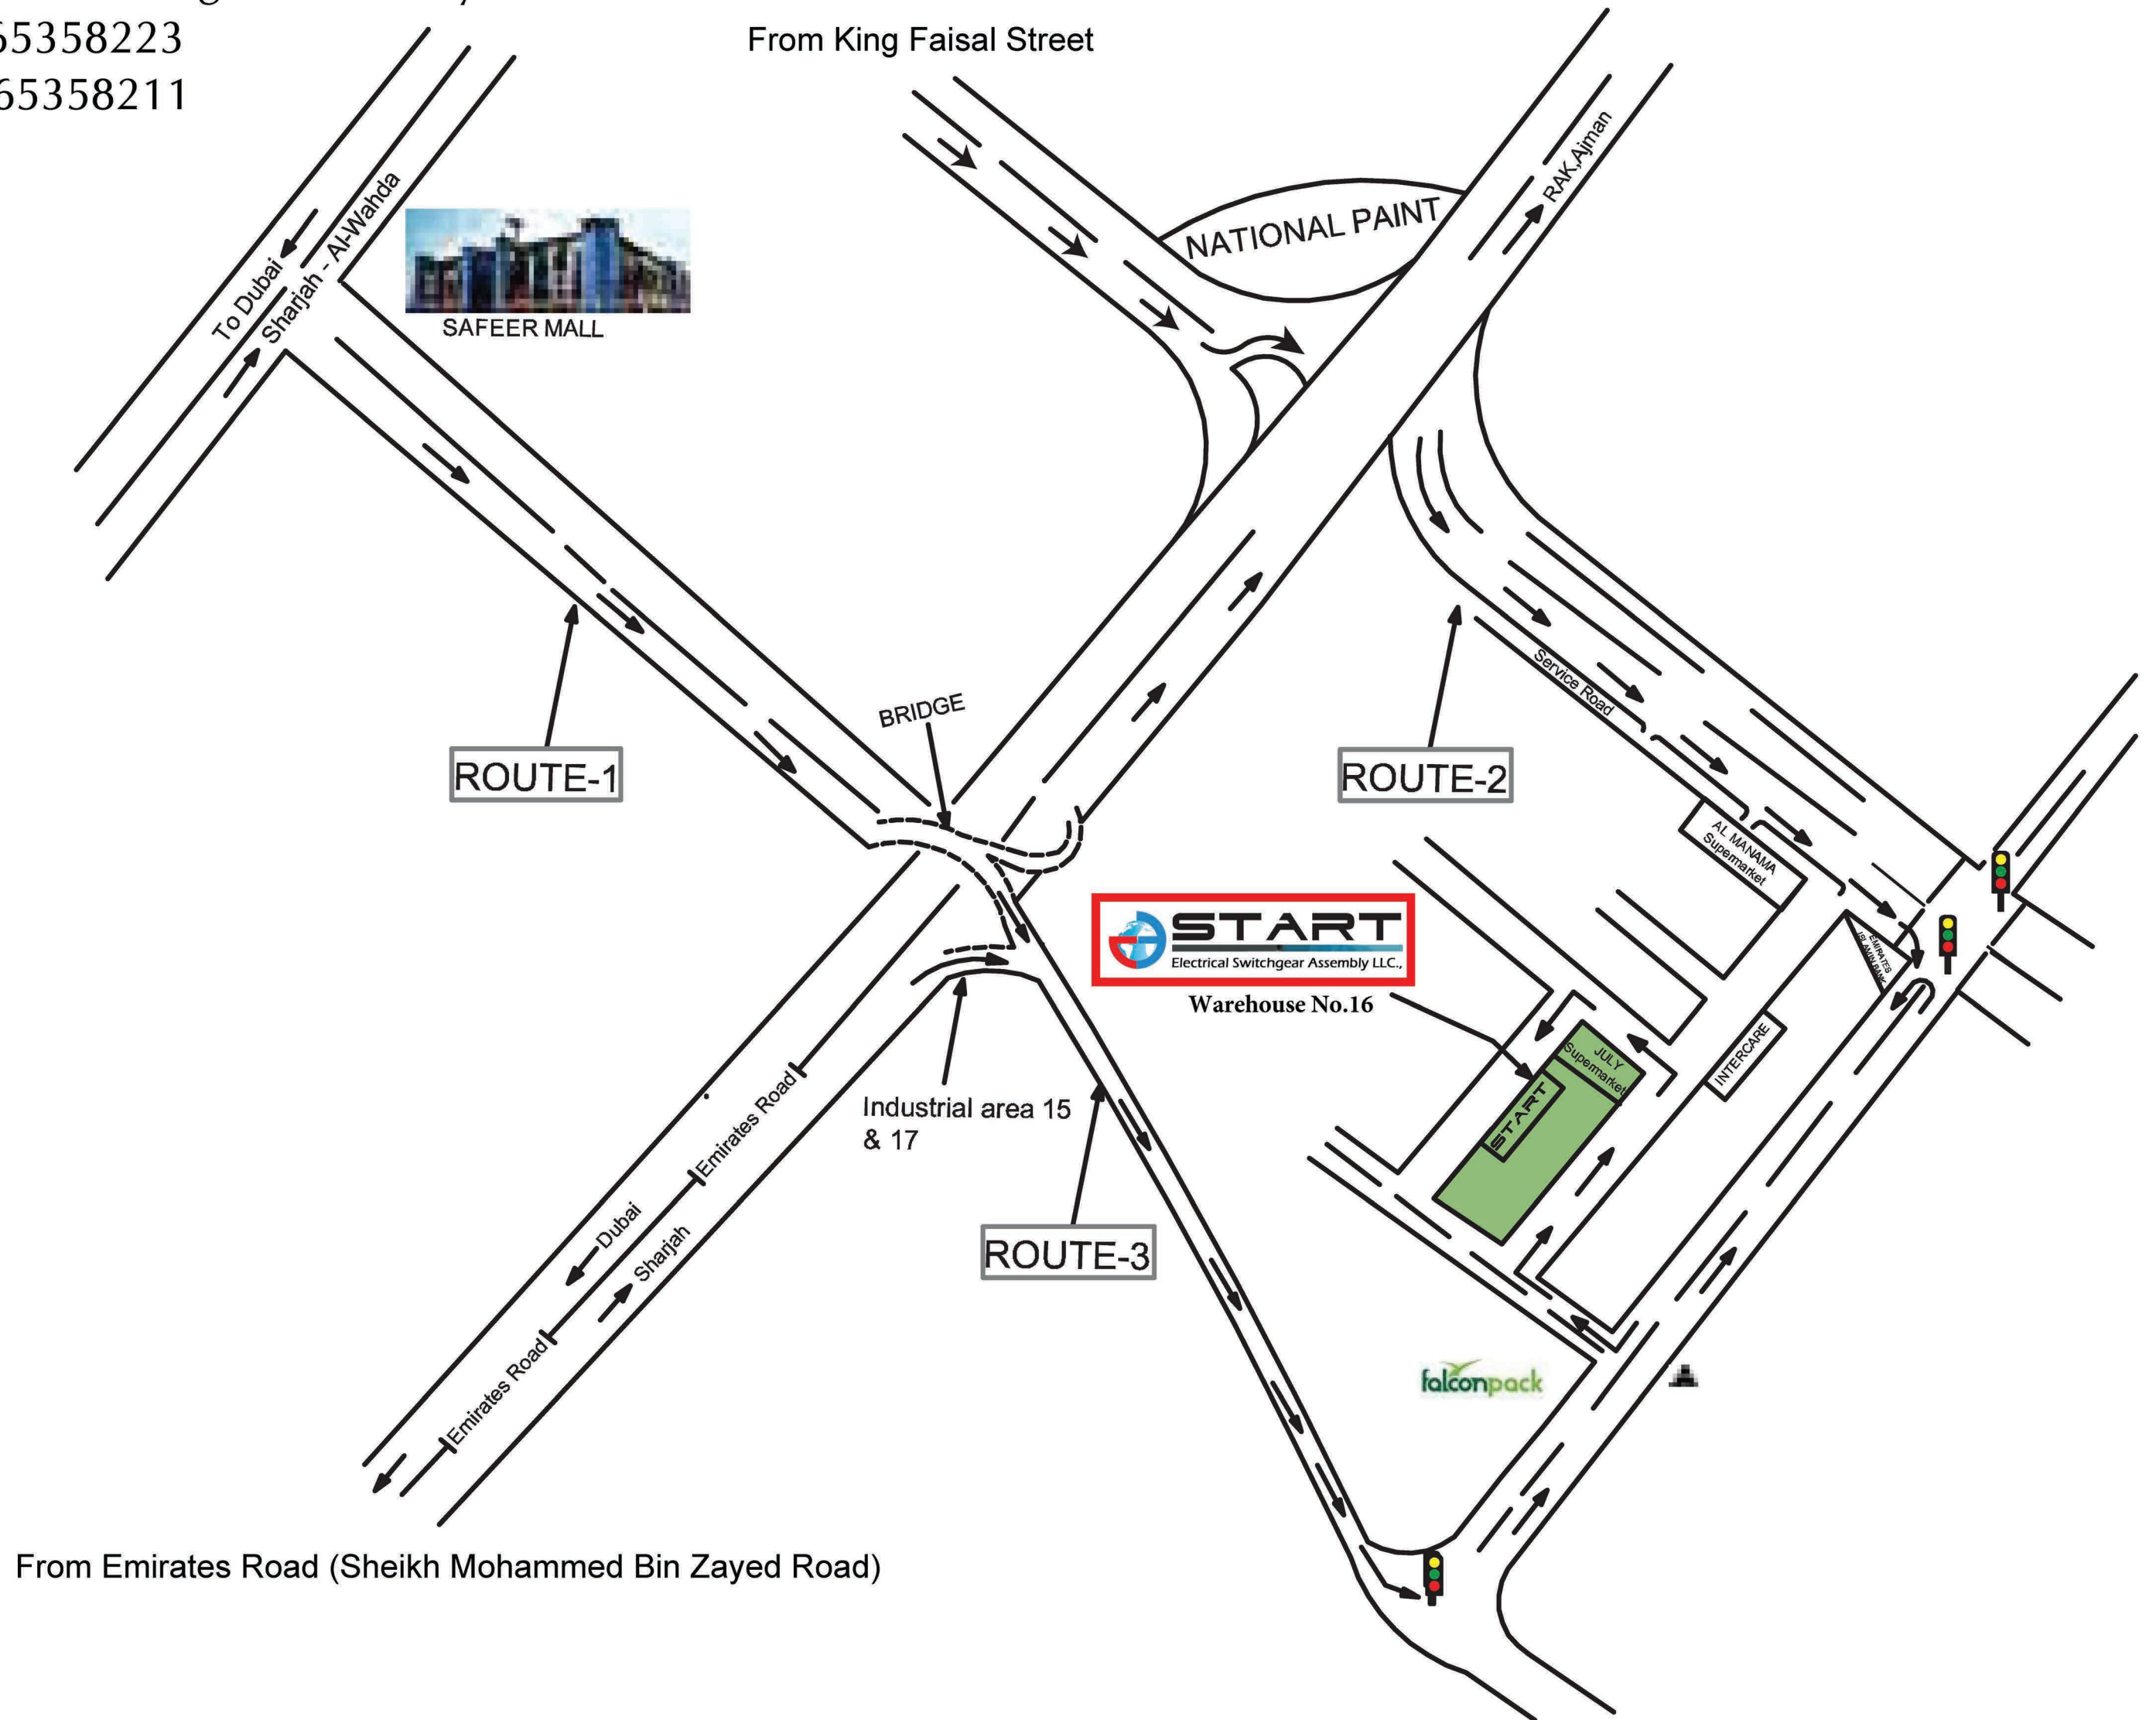 65358223
65358211
From King Faisal Street
NATIONAL PAINT
RAK,Ajman
To Dubai
Sharjah - Al-Wahda
SAFEER MALL
Service Road
BRIDGE
ROUTE-1
ROUTE-2
AL MANAMA
Supermarket
START
Electrical Switchgear Assembly LLC.,
Warehouse No.16
EMIRATES
JULY
Supermarket
START
INTERCARE
Industrial area 15
& 17
Emirates Road
Dubai
Sharjah
ROUTE-3
Emirates Road
falconpack
From Emirates Road (Sheikh Mohammed Bin Zayed Road)